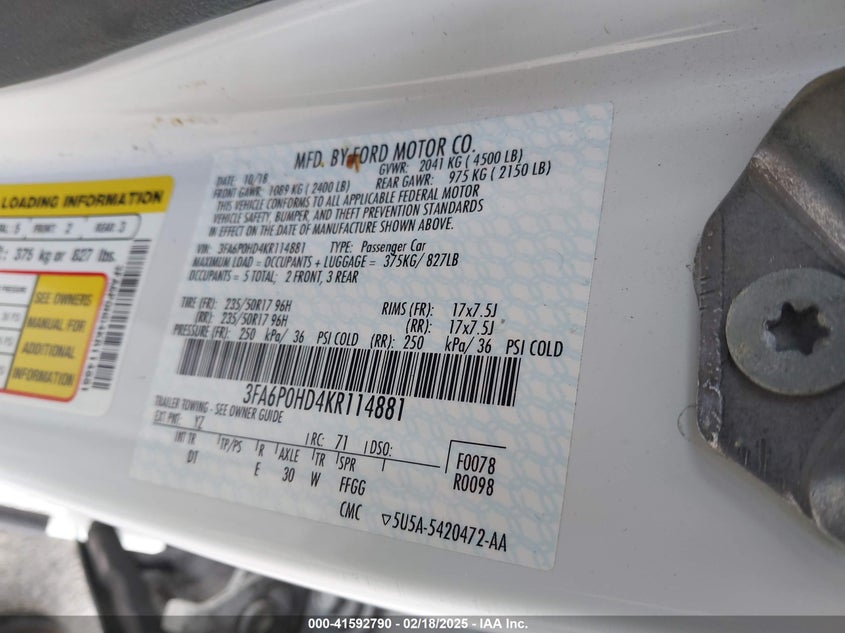 MFD. BY FORD MOTOR CO.
DATE: 10/18 GVWR: 2041 KG ( 4500 LB)
FRONT GAWR: 1089 KG ( 2400 LB) REAR GAWR: 975 KG ( 2150 LB)
THIS VEHICLE CONFORMS TO ALL APPLICABLE FEDERAL MOTOR
VEHICLE SAFETY, BUMPER, AND THEFT PREVENTION STANDARDS
IN EFFECT ON THE DATE OF MANUFACTURE SHOWN ABOVE.
VIN: 3FA6P0HD4KR114881 TYPE: Passenger Car
MAXIMUM LOAD = OCCUPANTS + LUGGAGE = 375KG/ 827LB
OCCUPANTS = 5 TOTAL; 2 FRONT, 3 REAR
TIRE (FR): 235/50R17 96H RIMS (FR): 17x7.5J
(RR): 235/50R17 96H (RR): 17x7.5J
PRESSURE (FR): 250 kPa/ 36 PSI COLD (RR): 250 kPa/ 36 PSI COLD
3FA6P0HD4KR114881
TRAILER TOWING - SEE OWNER GUIDE
EXT PNT: YZ RC: 71 DSO:
INT TR TP/PS R AXLE TR SPR F0078
DT E 30 W FFGG R0098
CMC ▽5U5A-5420472-AA
LOADING INFORMATION
: 5 FRONT: 2 REAR: 3
: 375 kg or 827 lbs.
PRESSURE
SEE OWNERS
MANUAL FOR
ADDITIONAL
INFORMATION
3FA6P0HD4KR114881
000-41592790 - 02/18/2025 - IAA Inc.